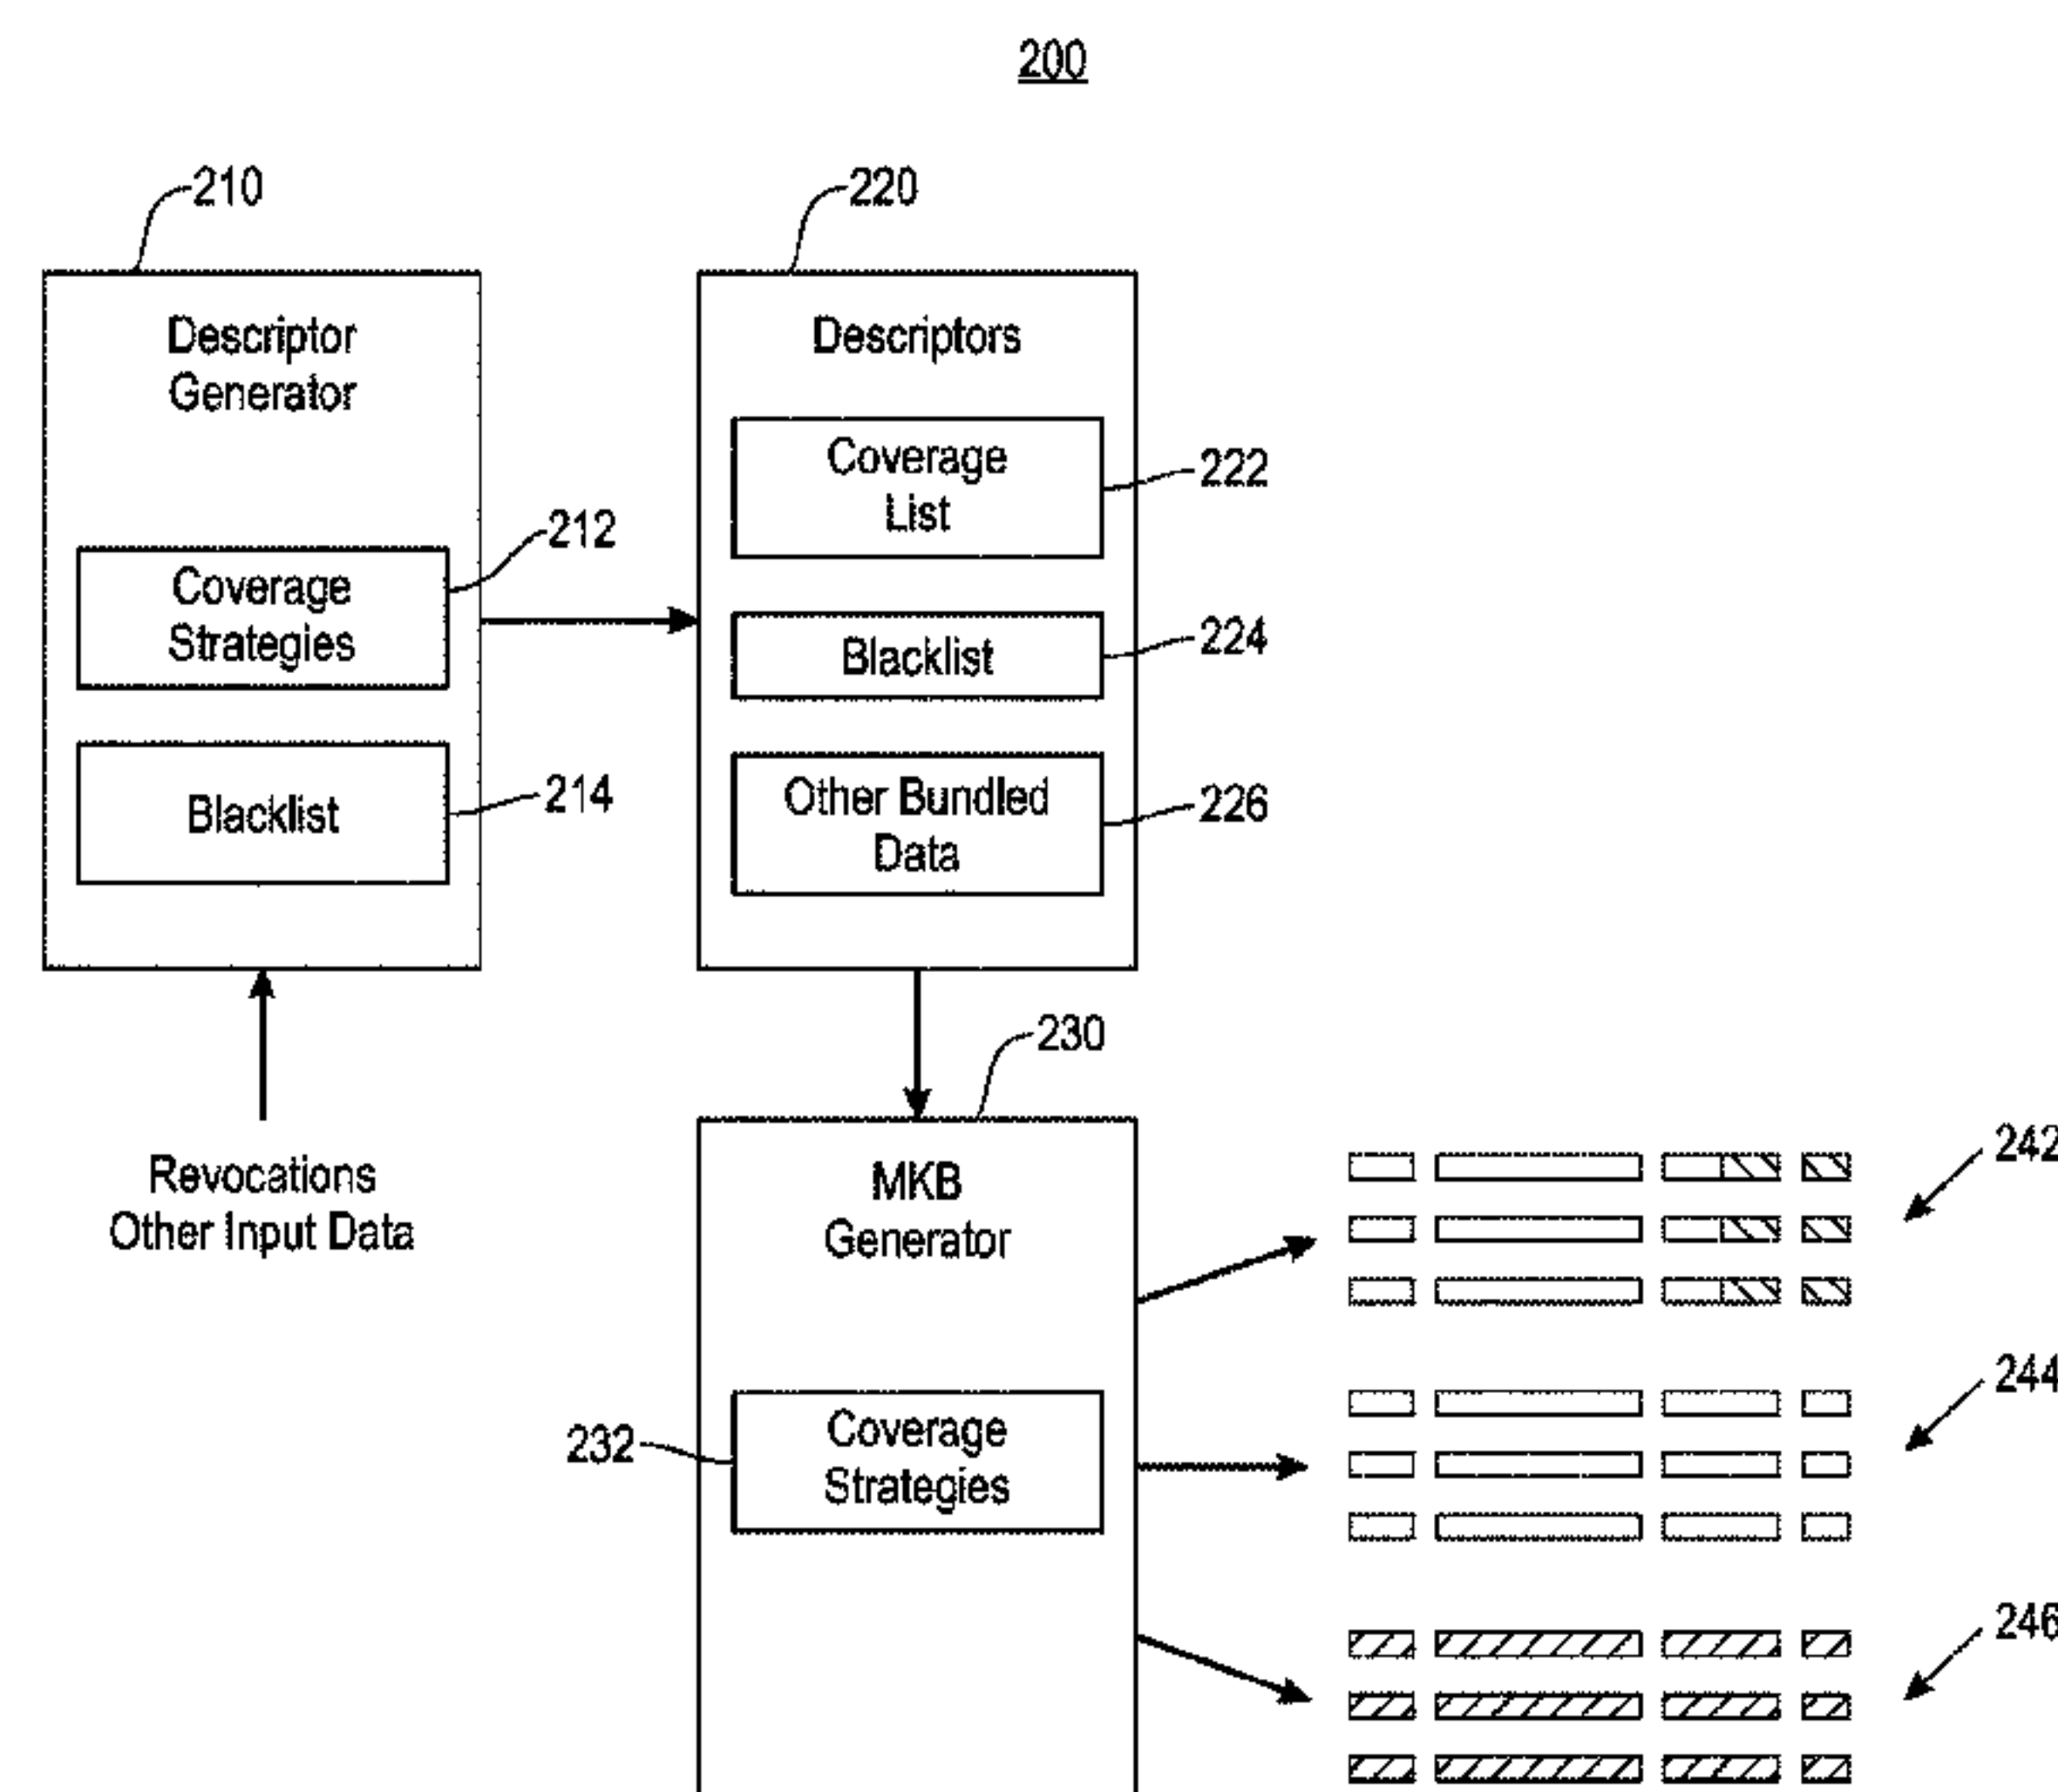 200
210
220
Descriptor
Generator
Coverage
Strategies
212
Blacklist
214
Descriptors
Coverage
List
222
Blacklist
224
Other Bundled
Data
226
Revocations
Other Input Data
230
MKB
Generator
232
Coverage
Strategies
242
244
246